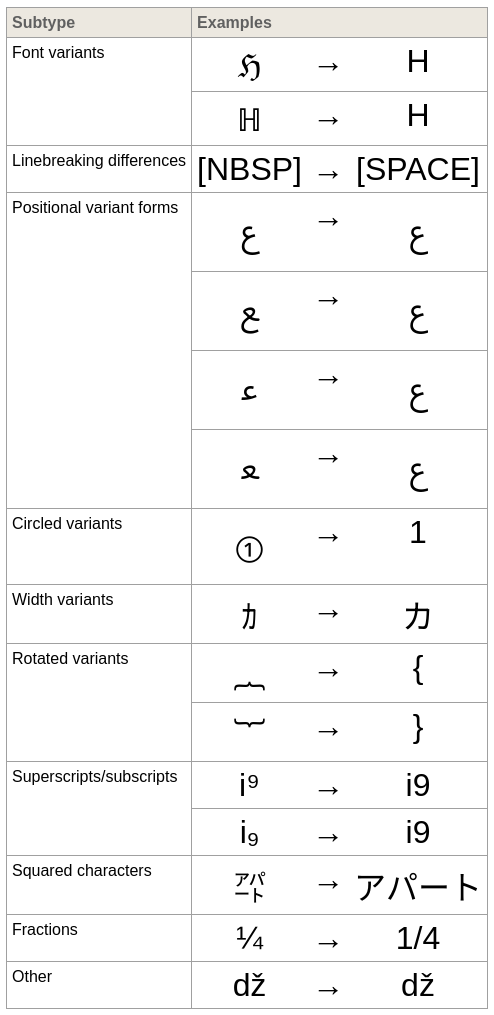 Subtype Examples
Font variants ℌ → H
ℍ → H
Linebreaking differences [NBSP] → [SPACE]
Positional variant forms ﻉ → ع
ﻊ → ع
ﻋ → ع
ﻌ → ع
Circled variants ① → 1
Width variants ｶ → カ
Rotated variants ︷ → {
︸ → }
Superscripts/subscripts i⁹ → i9
i₉ → i9
Squared characters ㌀ → アパート
Fractions ¼ → 1/4
Other ǆ → dž